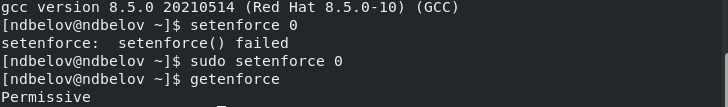 gcc version 8.5.0 20210514 (Red Hat 8.5.0-10) (GCC)
[ndbelov@ndbelov ~]$ setenforce 0
setenforce:  setenforce() failed
[ndbelov@ndbelov ~]$ sudo setenforce 0
[ndbelov@ndbelov ~]$ getenforce
Permissive